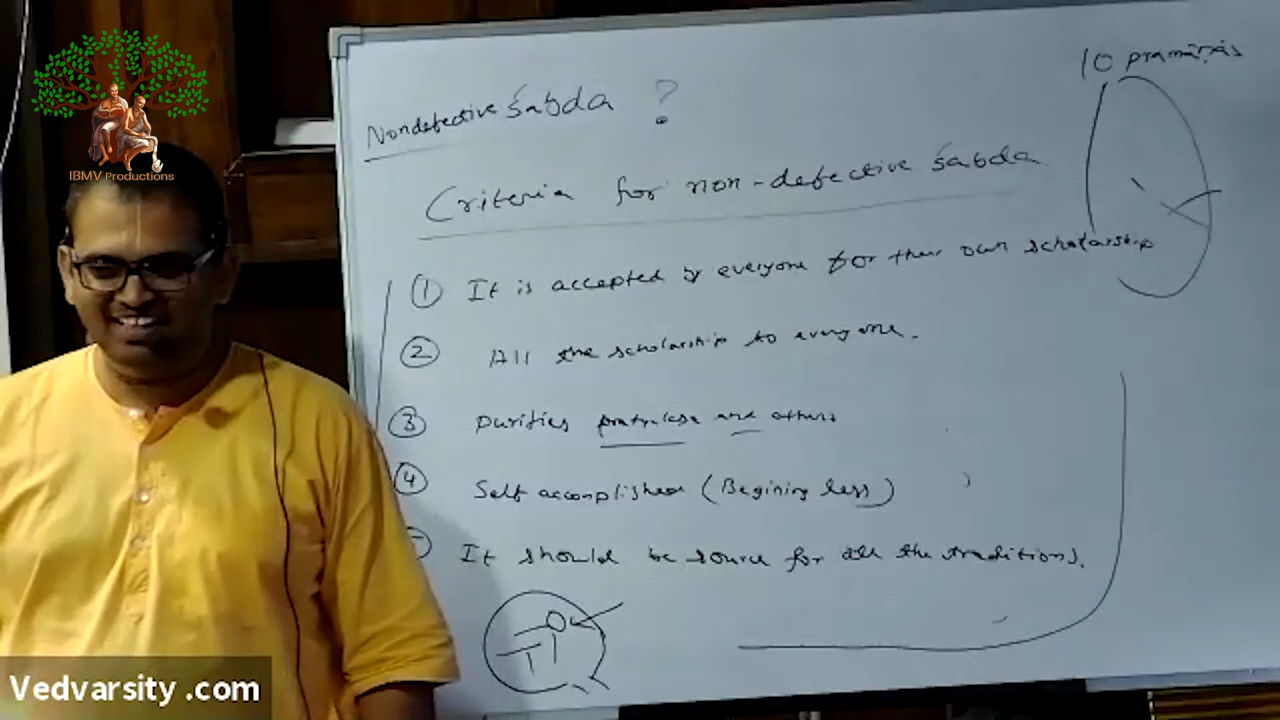 IBMV Productions
10 pramāṇas
Nondefective śabda ?
Criteria for non-defective śabda
① It is accepted by everyone for their own scholarship
② All the scholarship to everyone.
③ Purifies pratyakṣa and others
④ Self accomplished (Begining less)
It should be source for all the traditions.
Vedvarsity .com